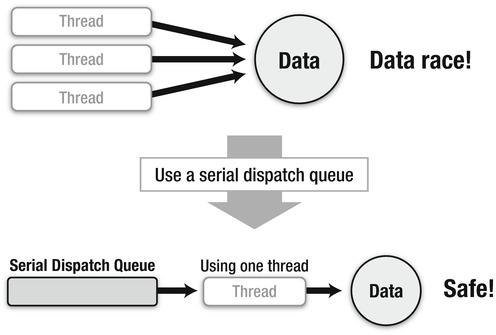 Thread
Thread
Thread
Data
Data race!
Use a serial dispatch queue
Serial Dispatch Queue
Using one thread
Thread
Data
Safe!